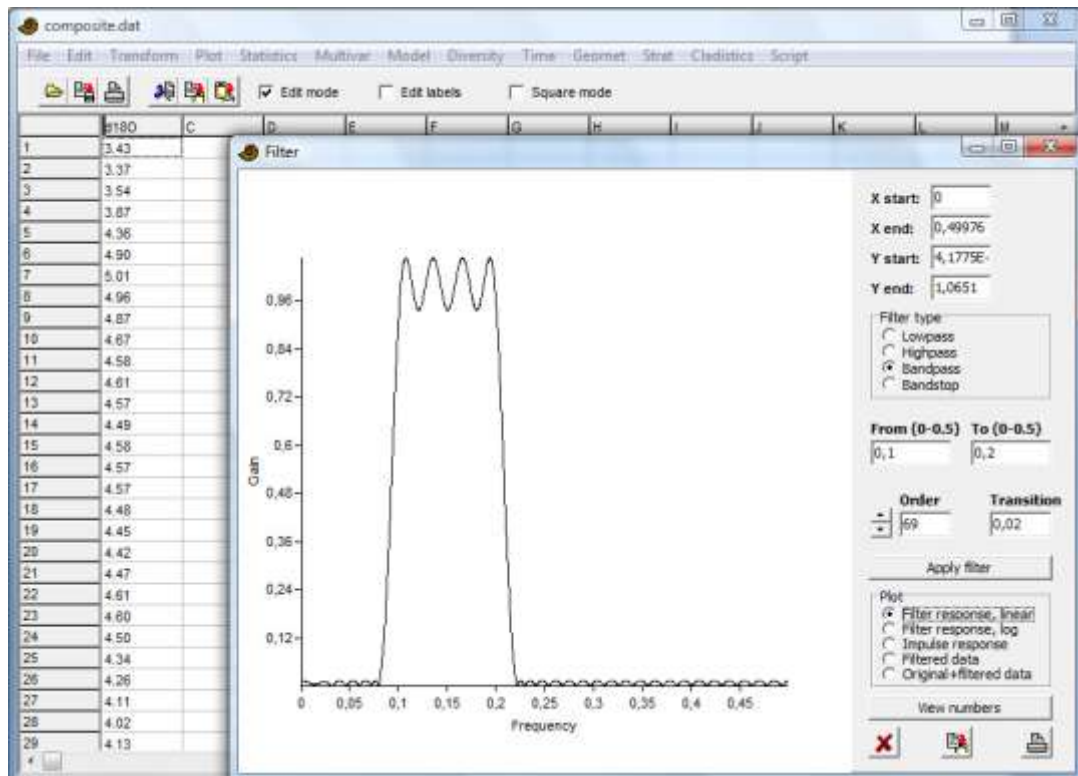 composite.dat
File Edit Transform Plot Statistics Multivar Model Diversity Time Geomet Strat Cladistics Script
Edit mode Edit labels Square mode
d18O C D E F G H I J K L M
1 3.43
2 3.37
3 3.54
4 3.87
5 4.36
6 4.90
7 5.01
8 4.96
9 4.87
10 4.67
11 4.58
12 4.61
13 4.57
14 4.49
15 4.58
16 4.57
17 4.57
18 4.48
19 4.45
20 4.42
21 4.47
22 4.61
23 4.60
24 4.50
25 4.34
26 4.26
27 4.11
28 4.02
29 4.13
Filter
0,96
0,84
0,72
0,6
0,48
0,36
0,24
0,12
Gain
0 0,05 0,1 0,15 0,2 0,25 0,3 0,35 0,4 0,45
Frequency
X start: 0
X end: 0,49976
Y start: 4,1775E-
Y end: 1,0651
Filter type
Lowpass
Highpass
Bandpass
Bandstop
From (0-0.5) To (0-0.5)
0,1 0,2
Order Transition
69 0,02
Apply filter
Plot
Filter response, linear
Filter response, log
Impulse response
Filtered data
Original+filtered data
View numbers